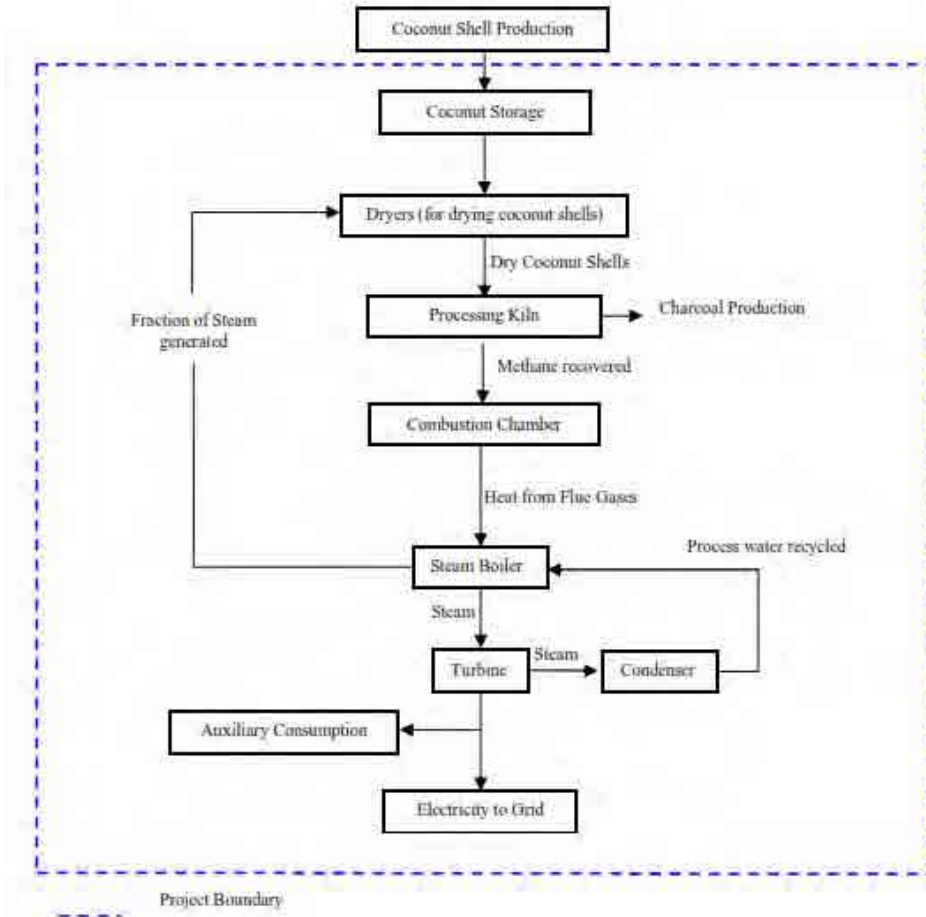 Coconut Shell Production
Coconut Storage
Dryers (for drying coconut shells)
Dry Coconut Shells
Processing Kiln
Charcoal Production
Fraction of Steam
generated
Methane recovered
Combustion Chamber
Heat from Flue Gases
Process water recycled
Steam Boiler
Steam
Turbine
Steam
Condenser
Auxiliary Consumption
Electricity to Grid
Project Boundary